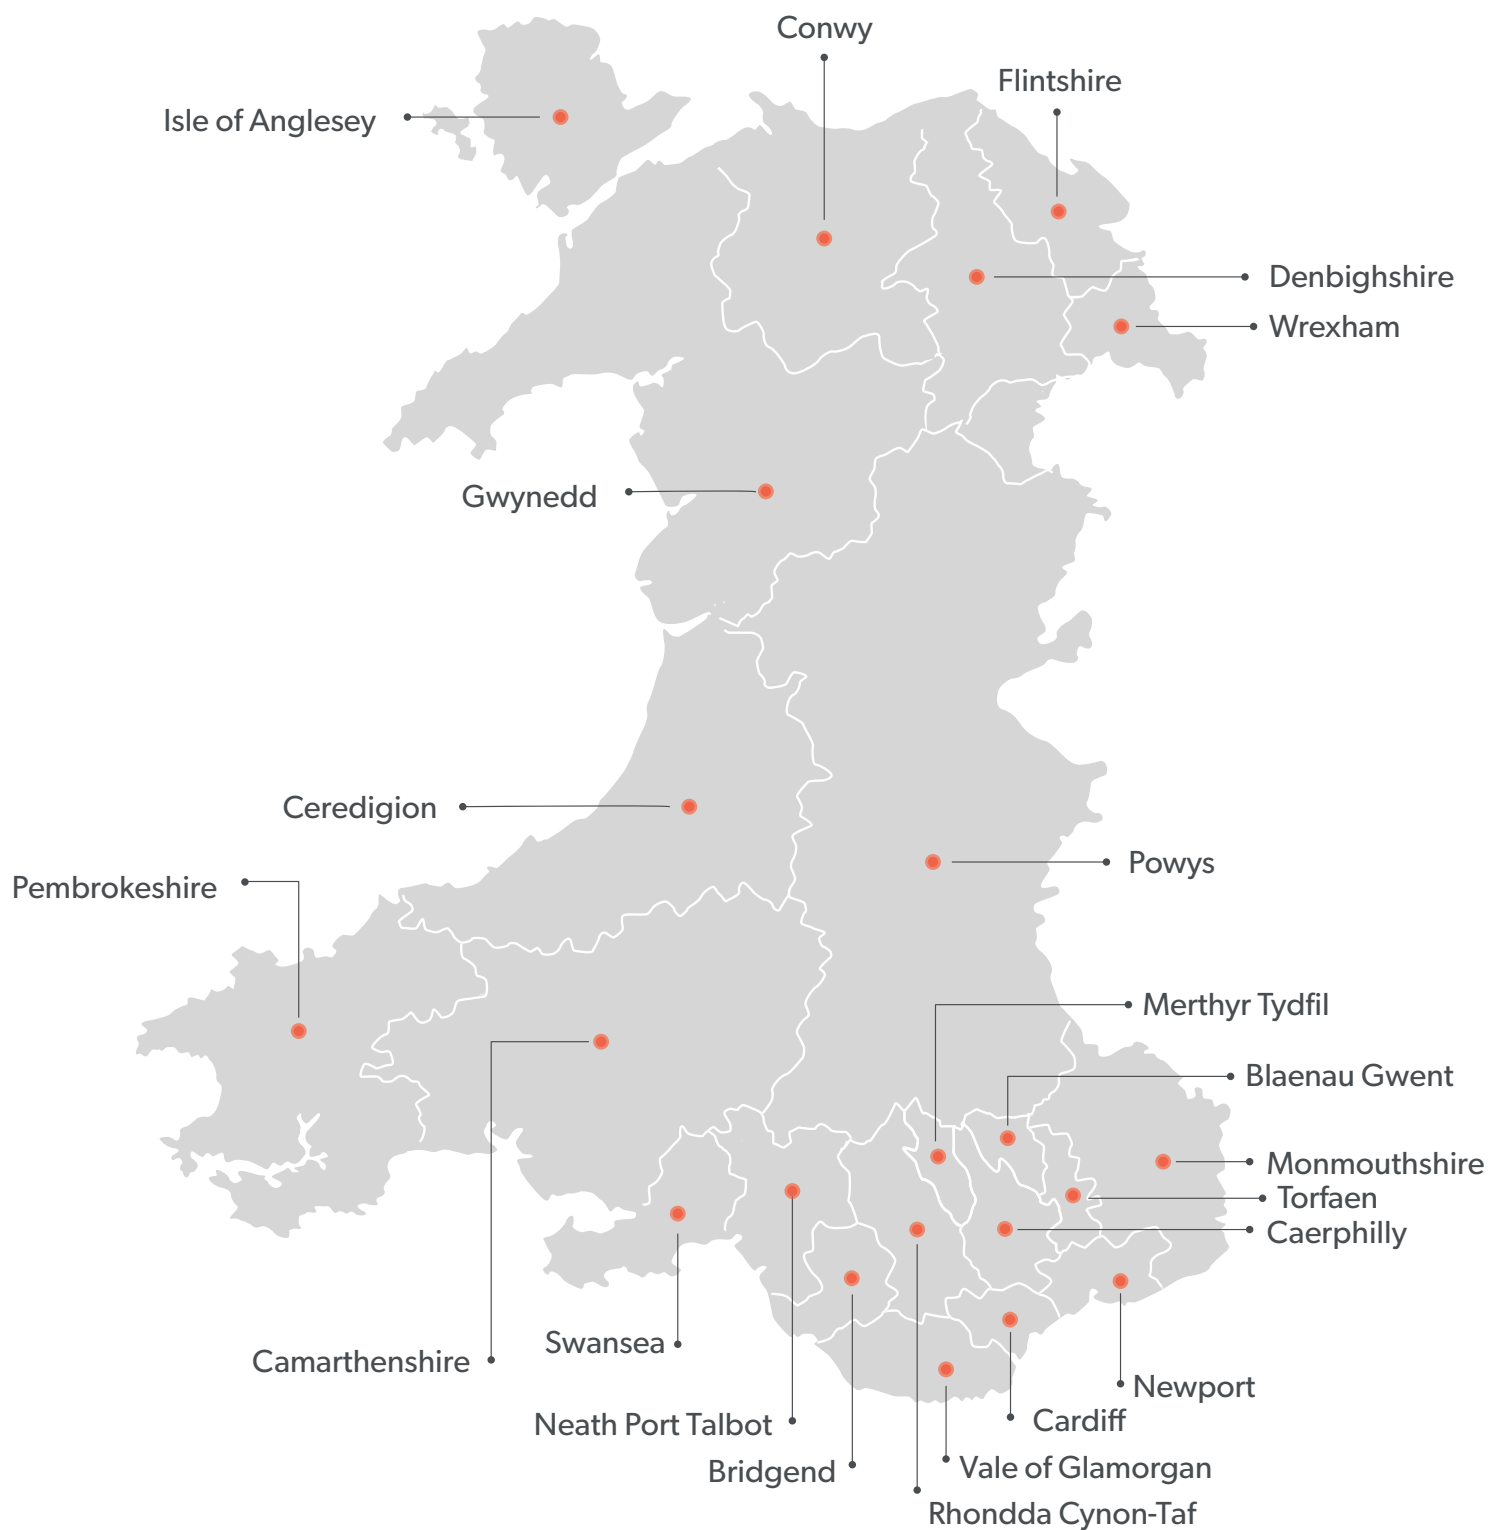 Conwy
Flintshire
Isle of Anglesey
Denbighshire
Wrexham
Gwynedd
Ceredigion
Powys
Pembrokeshire
Merthyr Tydfil
Blaenau Gwent
Monmouthshire
Torfaen
Caerphilly
Swansea
Camarthenshire
Newport
Neath Port Talbot
Cardiff
Bridgend
Vale of Glamorgan
Rhondda Cynon-Taf